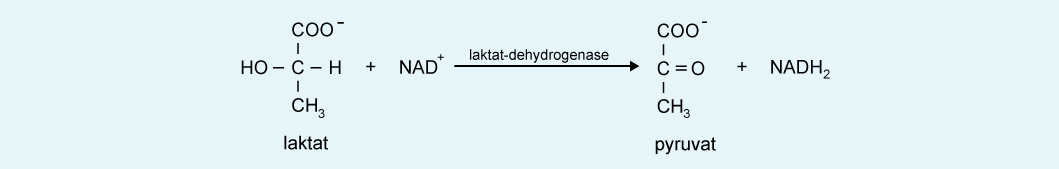 COO⁻ COO⁻
laktat-dehydrogenase
HO – C – H + NAD⁺ C = O + NADH₂
CH₃ CH₃
laktat pyruvat